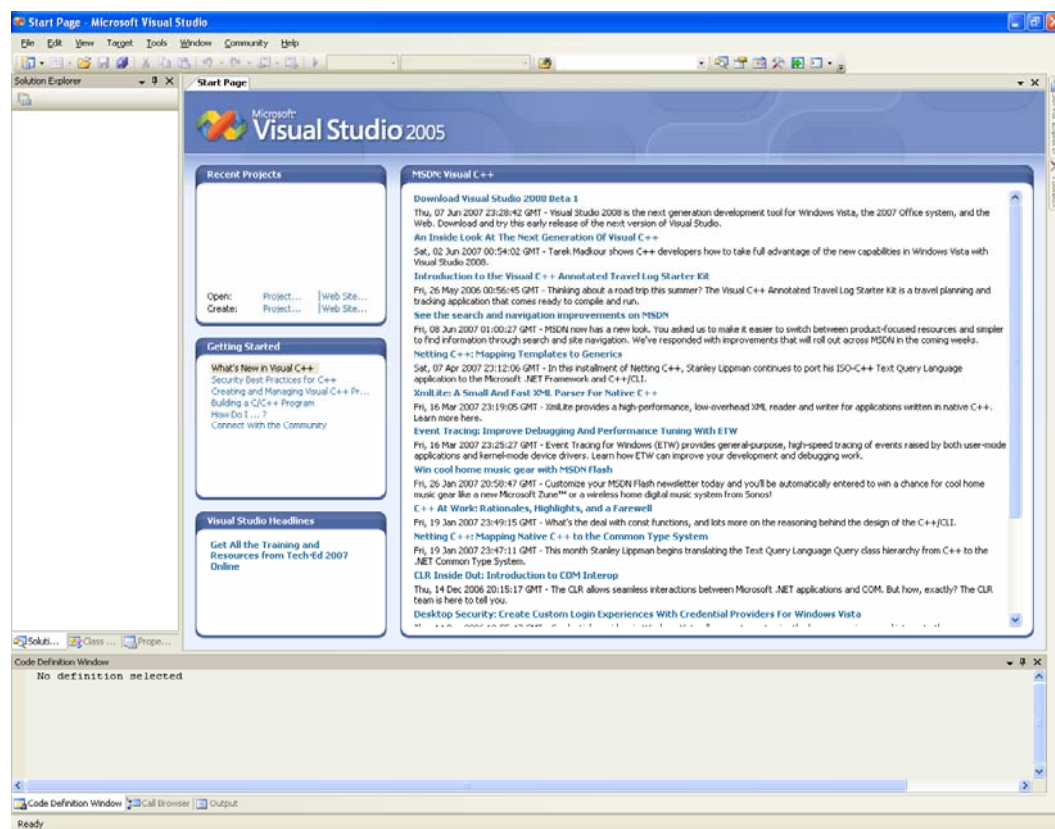 Start Page - Microsoft Visual Studio
File Edit View Target Tools Window Community Help
Solution Explorer
Start Page
Microsoft
Visual Studio 2005
Recent Projects
Open: Project... Web Site...
Create: Project... Web Site...
Getting Started
What's New in Visual C++
Security Best Practices for C++
Creating and Managing Visual C++ Pr...
Building a C/C++ Program
How Do I ... ?
Connect With the Community
Visual Studio Headlines
Get All the Training and
Resources from Tech·Ed 2007
Online
MSDN: Visual C++
Download Visual Studio 2008 Beta 1
Thu, 07 Jun 2007 23:28:42 GMT - Visual Studio 2008 is the next generation development tool for Windows Vista, the 2007 Office system, and the
Web. Download and try this early release of the next version of Visual Studio.
An Inside Look At The Next Generation Of Visual C++
Sat, 02 Jun 2007 00:54:02 GMT - Tarek Madkour shows C++ developers how to take full advantage of the new capabilities in Windows Vista with
Visual Studio 2008.
Introduction to the Visual C++ Annotated Travel Log Starter Kit
Fri, 26 May 2006 00:56:45 GMT - Thinking about a road trip this summer? The Visual C++ Annotated Travel Log Starter Kit is a travel planning and
tracking application that comes ready to compile and run.
See the search and navigation improvements on MSDN
Fri, 08 Jun 2007 01:00:27 GMT - MSDN now has a new look. You asked us to make it easier to switch between product-focused resources and simpler
to find information through search and site navigation. We've responded with improvements that will roll out across MSDN in the coming weeks.
Netting C++: Mapping Templates to Generics
Sat, 07 Apr 2007 23:12:06 GMT - In this installment of Netting C++, Stanley Lippman continues to port his ISO-C++ Text Query Language
application to the Microsoft .NET Framework and C++/CLI.
XmlLite: A Small And Fast XML Parser For Native C++
Fri, 16 Mar 2007 23:19:05 GMT - XmlLite provides a high-performance, low-overhead XML reader and writer for applications written in native C++.
Learn more here.
Event Tracing: Improve Debugging And Performance Tuning With ETW
Fri, 16 Mar 2007 23:25:27 GMT - Event Tracing for Windows (ETW) provides general-purpose, high-speed tracing of events raised by both user-mode
applications and kernel-mode device drivers. Learn how ETW can improve your development and debugging work.
Win cool home music gear with MSDN Flash
Fri, 26 Jan 2007 20:58:47 GMT - Customize your MSDN Flash newsletter today and you'll be automatically entered to win a chance for cool home
music gear like a new Microsoft Zune™ or a wireless home digital music system from Sonos!
C++ At Work: Rationales, Highlights, and a Farewell
Fri, 19 Jan 2007 23:49:15 GMT - What's the deal with const functions, and lots more on the reasoning behind the design of the C++/CLI.
Netting C++: Mapping Native C++ to the Common Type System
Fri, 19 Jan 2007 23:47:11 GMT - This month Stanley Lippman begins translating the Text Query Language Query class hierarchy from C++ to the
.NET Common Type System.
CLR Inside Out: Introduction to COM Interop
Thu, 14 Dec 2006 20:15:17 GMT - The CLR allows seamless interactions between Microsoft .NET applications and COM. But how, exactly? The CLR
team is here to tell you.
Desktop Security: Create Custom Login Experiences With Credential Providers For Windows Vista
Soluti... Class ... Prope...
Code Definition Window
No definition selected
Code Definition Window Call Browser Output
Ready